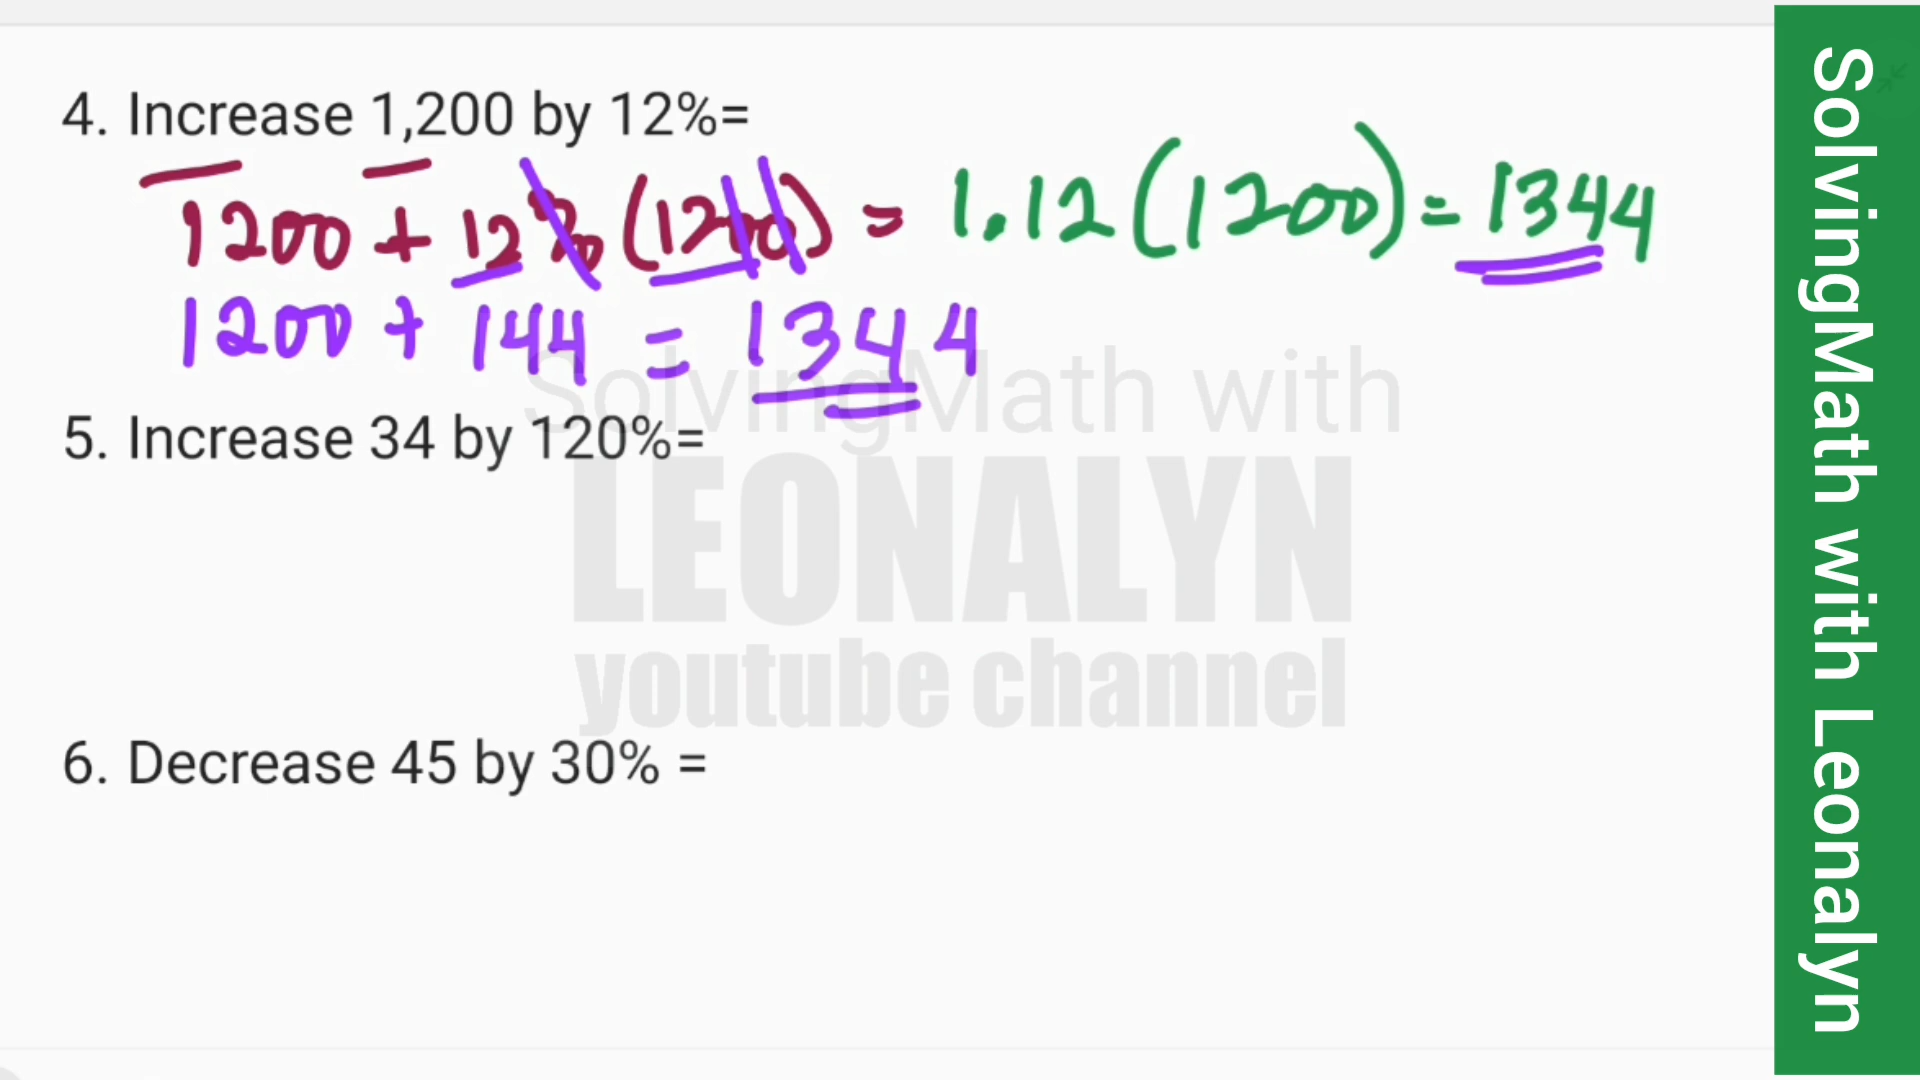 4. Increase 1,200 by 12%=
1200 + 12% (1200) = 1.12(1200) = 1344
1200 + 144 = 1344
5. Increase 34 by 120%=
6. Decrease 45 by 30% =
SolvingMath with
LEONALYN
youtube channel
SolvingMath with Leonalyn